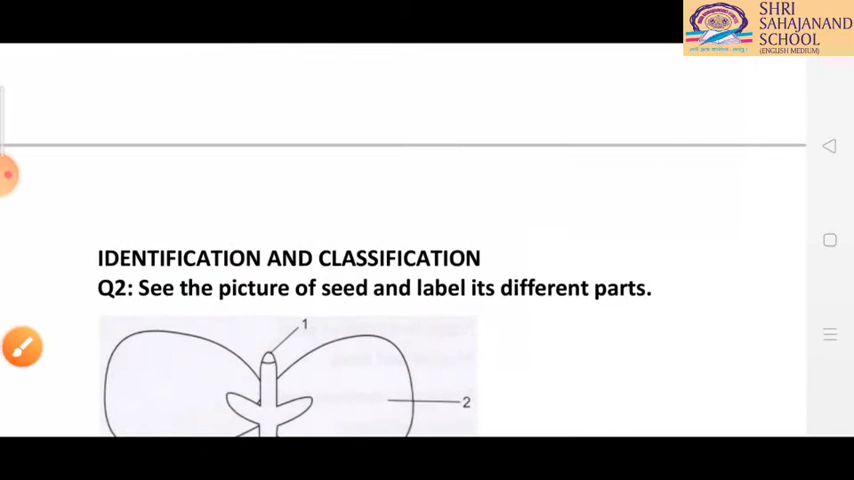 SHRI
SAHAJANAND
SCHOOL
(ENGLISH MEDIUM)
IDENTIFICATION AND CLASSIFICATION
Q2: See the picture of seed and label its different parts.
1
2